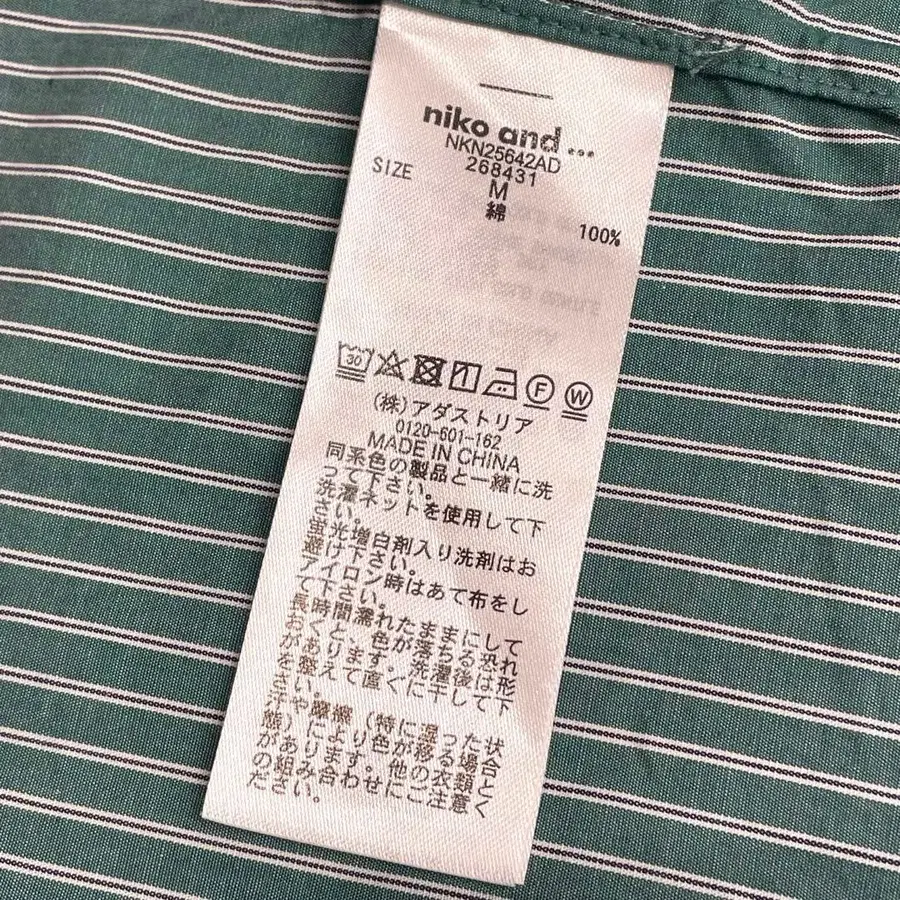 niko and ...
NKN25642AD
268431
SIZE M
綿 100%
30
F W
(株)アダストリア
0120-601-162
MADE IN CHINA
同系色の製品と一緒に洗
って下さい。
洗濯ネットを使用して下
さい。
蛍光増白剤入り洗剤はお
避け下さい。
アイロン時はあて布をし
て下さい。
長時間濡れたままにして
おくと、色が落ちる恐れ
があります。洗濯後は形
を整えて直ぐに干して下
さい。
汗や摩擦、(特に湿った状
態)により特色が移る場合
があります。他の衣類と
のみ合わせにご注意く
ださい。